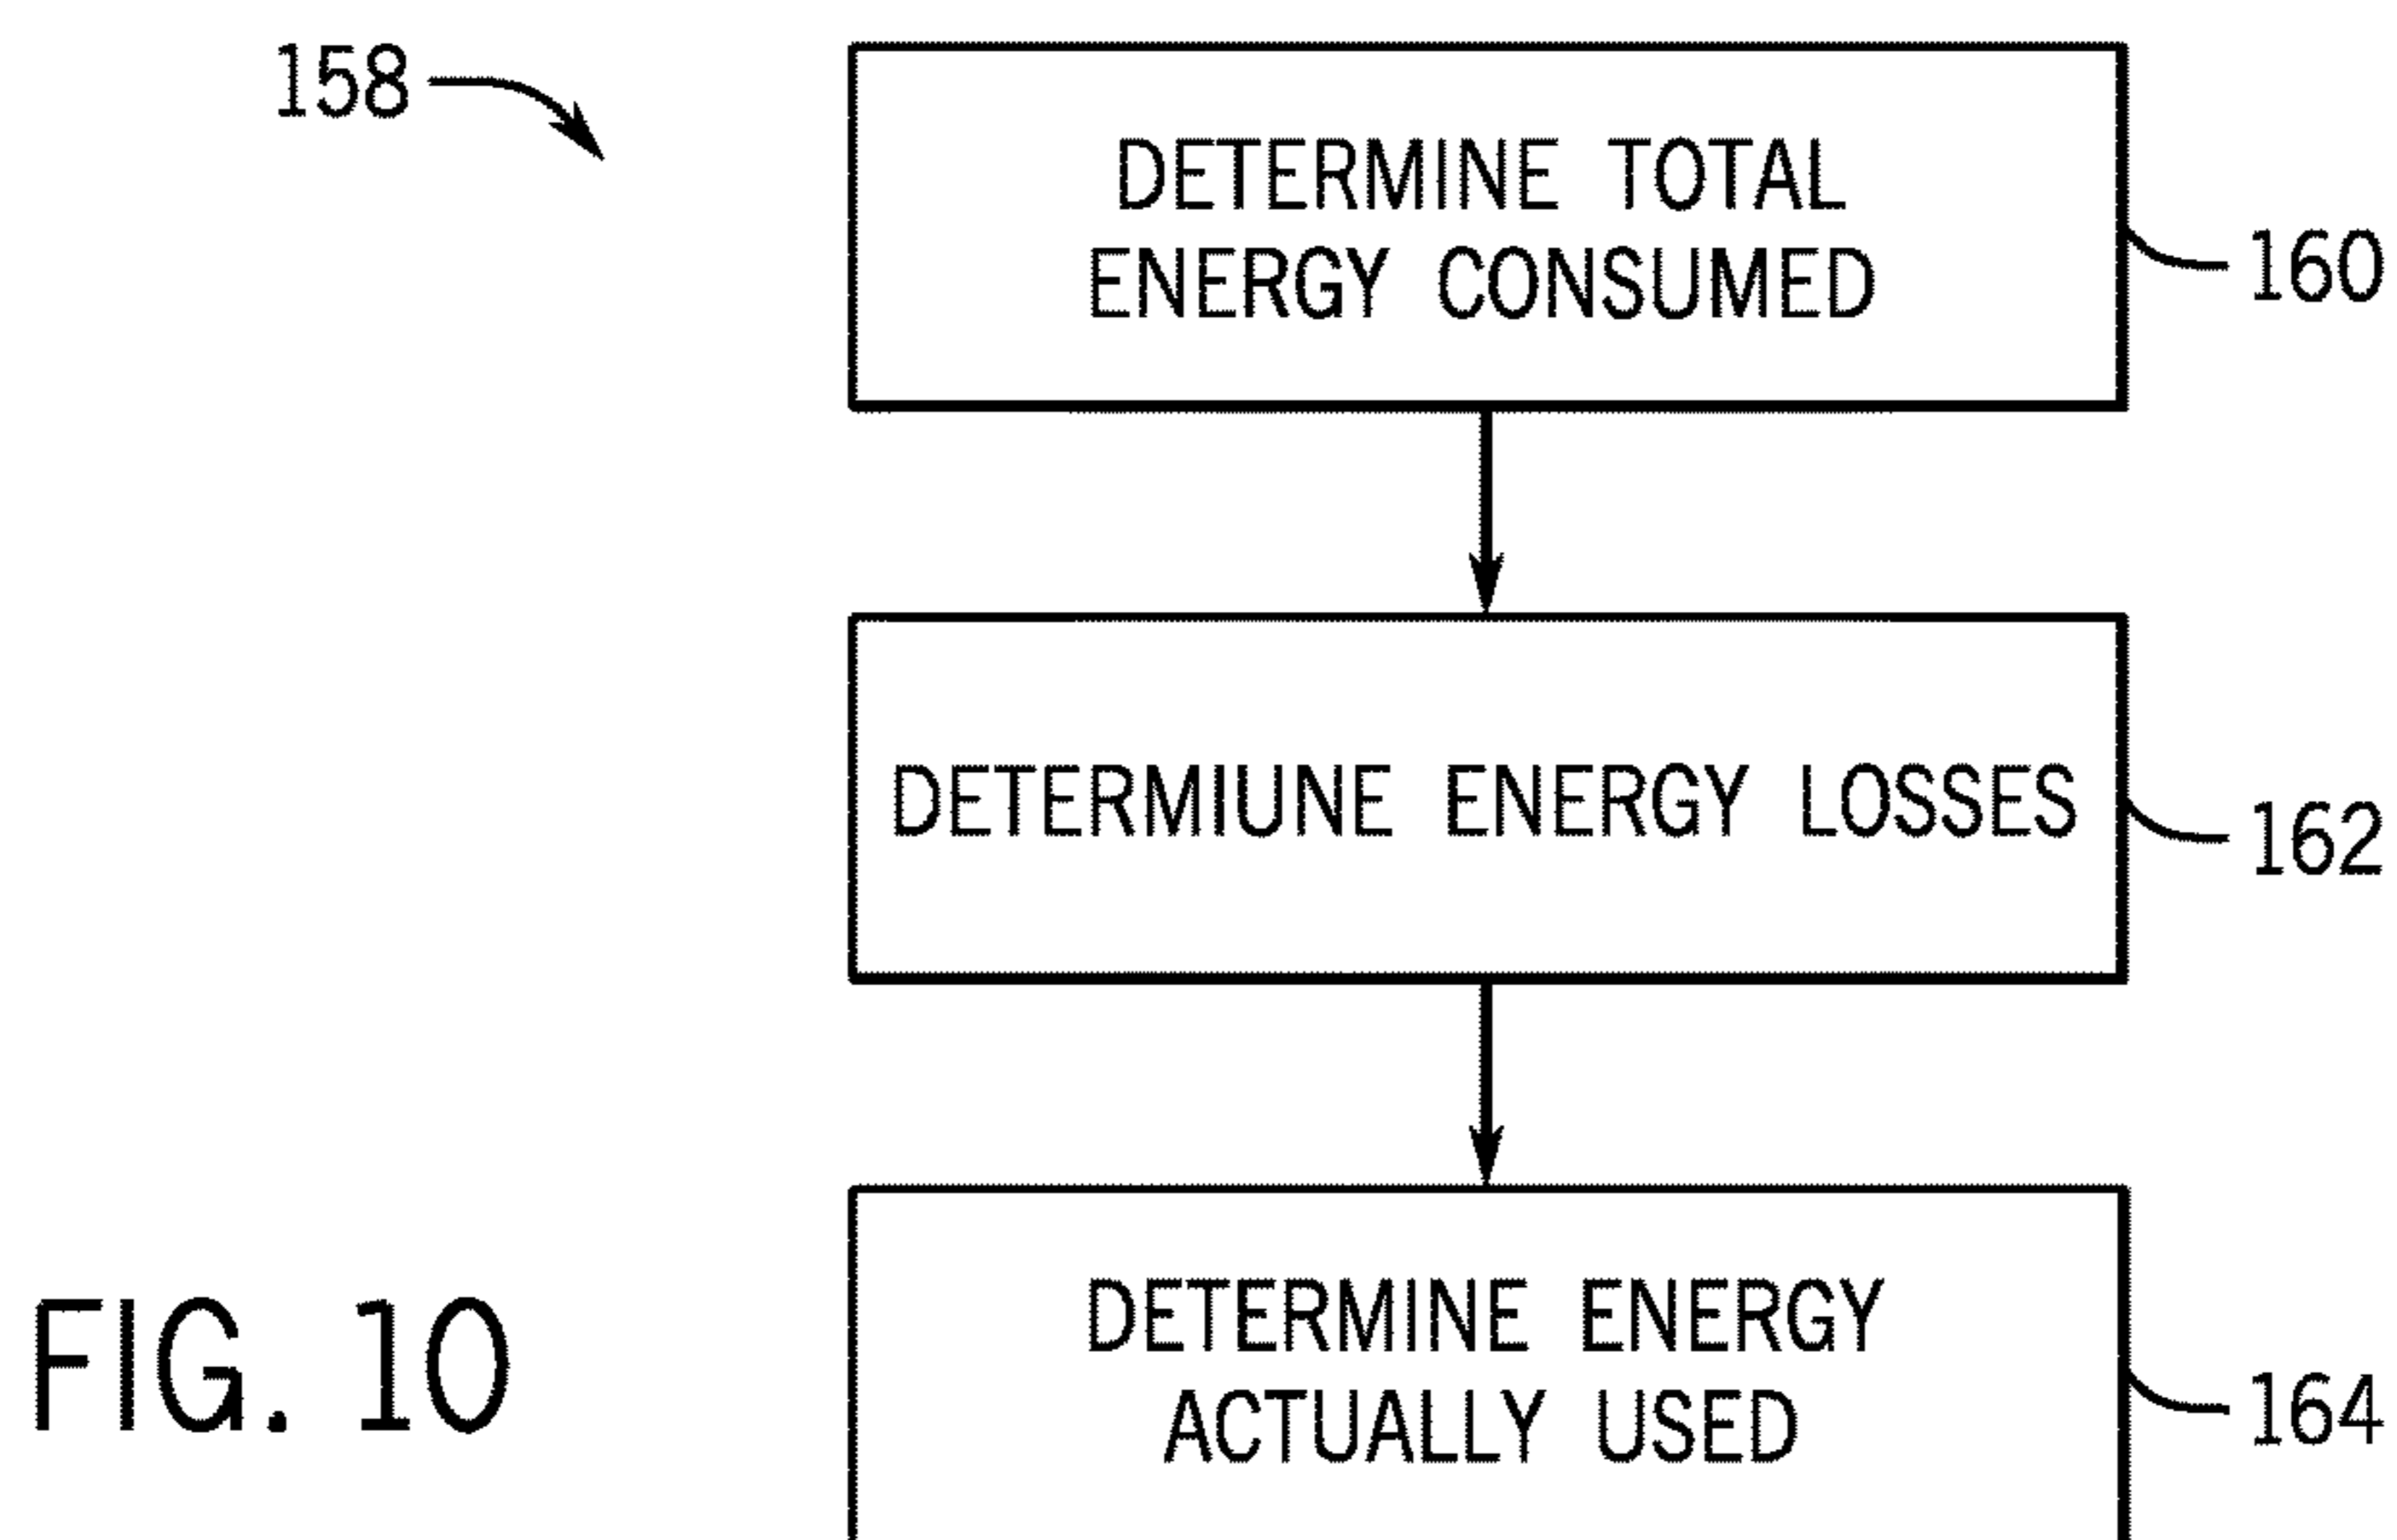 158
DETERMINE TOTAL
ENERGY CONSUMED
160
DETERMIUNE ENERGY LOSSES
162
DETERMINE ENERGY
ACTUALLY USED
164
FIG. 10